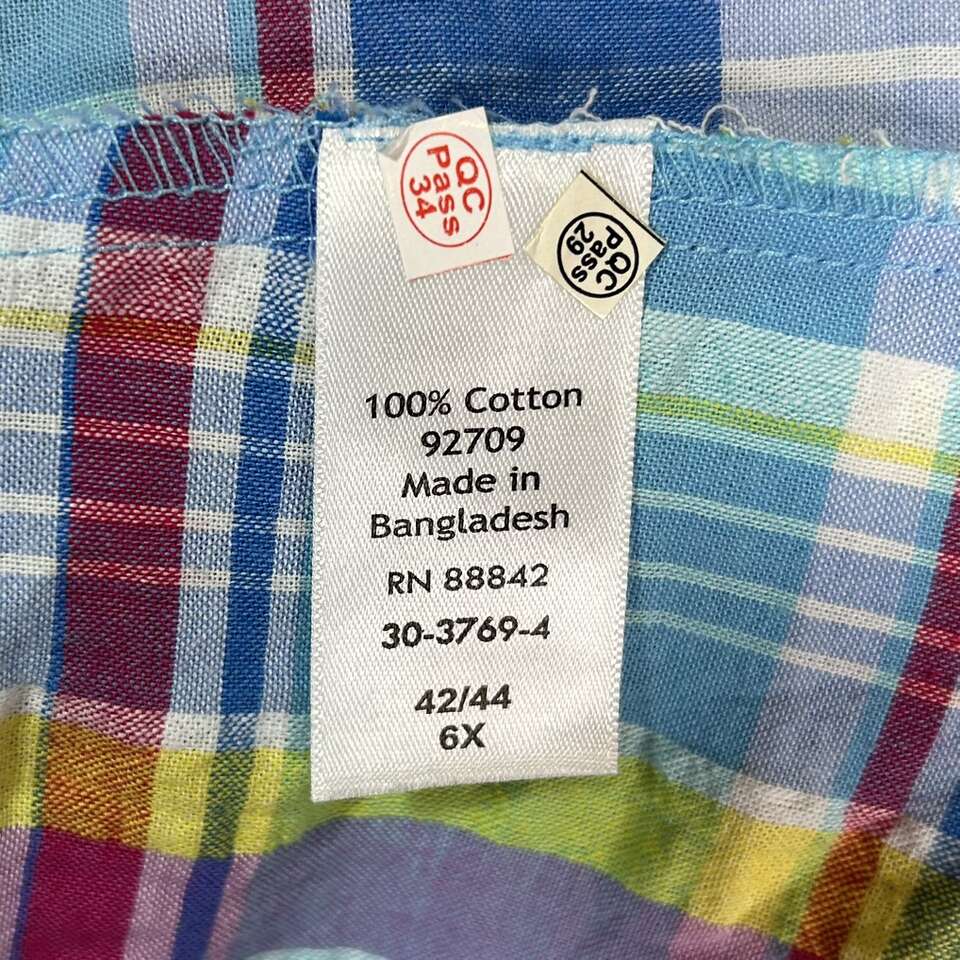 QC
Pass
34
QC
Pass
29
100% Cotton
92709
Made in
Bangladesh
RN 88842
30-3769-4
42/44
6X